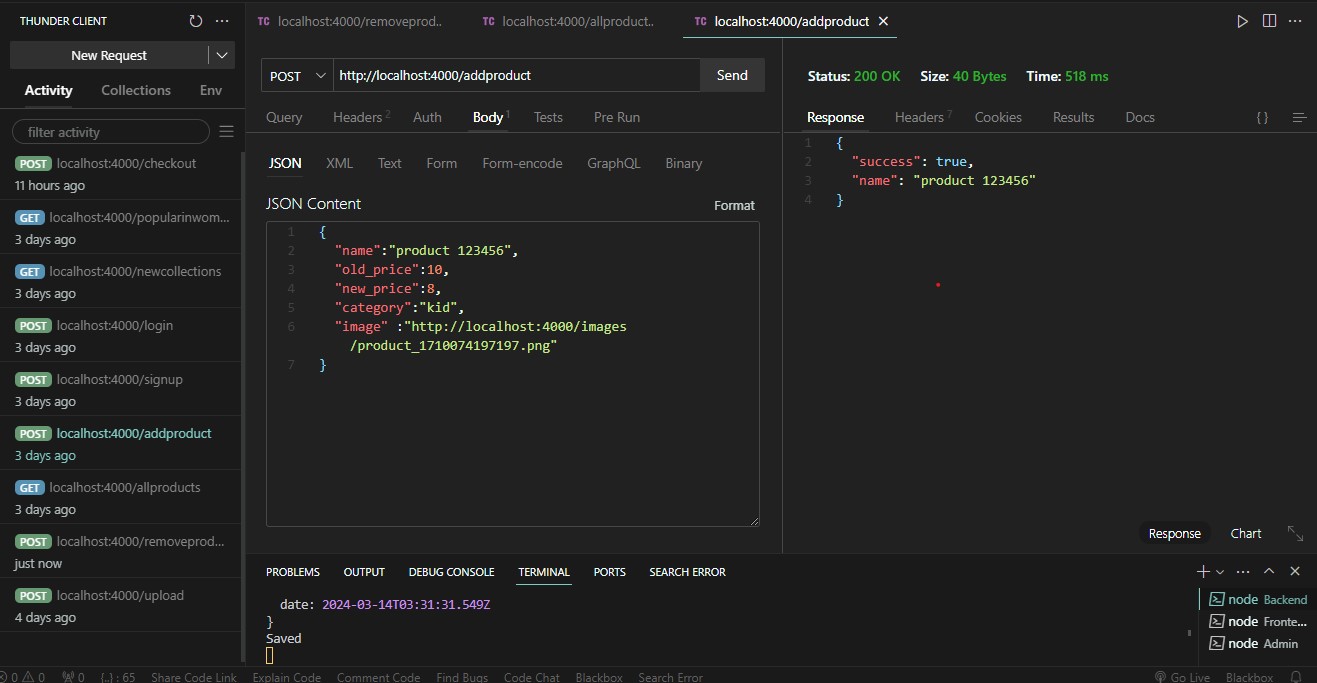 THUNDER CLIENT
New Request
Activity Collections Env
filter activity
POST localhost:4000/checkout
11 hours ago
GET localhost:4000/popularinwom...
3 days ago
GET localhost:4000/newcollections
3 days ago
POST localhost:4000/login
3 days ago
POST localhost:4000/signup
3 days ago
POST localhost:4000/addproduct
3 days ago
GET localhost:4000/allproducts
3 days ago
POST localhost:4000/removeprod...
just now
POST localhost:4000/upload
4 days ago
TC localhost:4000/removeprod.. TC localhost:4000/allproduct.. TC localhost:4000/addproduct
POST http://localhost:4000/addproduct Send
Query Headers 2 Auth Body 1 Tests Pre Run
JSON XML Text Form Form-encode GraphQL Binary
JSON Content Format
1 {
2 "name":"product 123456",
3 "old_price":10,
4 "new_price":8,
5 "category":"kid",
6 "image" :"http://localhost:4000/images
/product_1710074197197.png"
7 }
Status: 200 OK Size: 40 Bytes Time: 518 ms
Response Headers 7 Cookies Results Docs { }
1 {
2 "success": true,
3 "name": "product 123456"
4 }
Response Chart
PROBLEMS OUTPUT DEBUG CONSOLE TERMINAL PORTS SEARCH ERROR
date: 2024-03-14T03:31:31.549Z
}
Saved
node Backend
node Fronte...
node Admin
0 0 0 {..} : 65 Share Code Link Explain Code Comment Code Find Bugs Code Chat Blackbox Search Error Go Live Blackbox